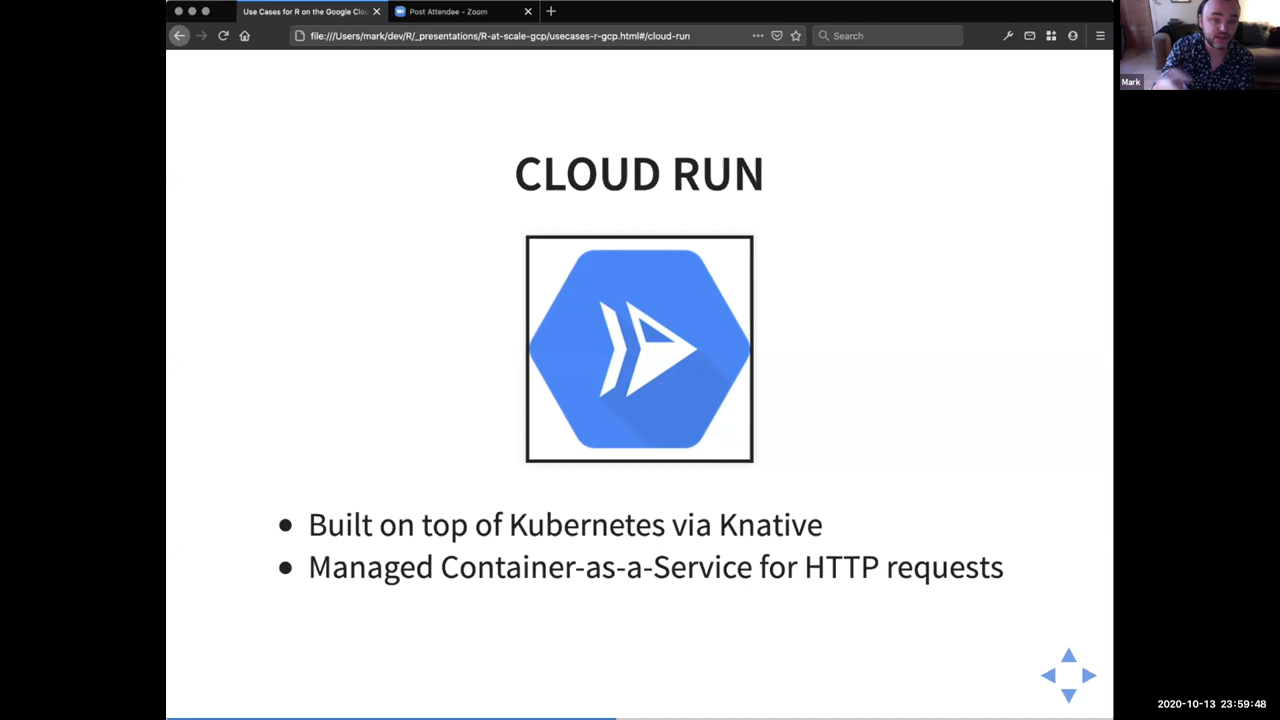 Use Cases for R on the Google Clou
Post Attendee - Zoom
file:///Users/mark/dev/R/_presentations/R-at-scale-gcp/usecases-r-gcp.html#/cloud-run
Search
Mark
CLOUD RUN
Built on top of Kubernetes via Knative
Managed Container-as-a-Service for HTTP requests
2020-10-13 23:59:48